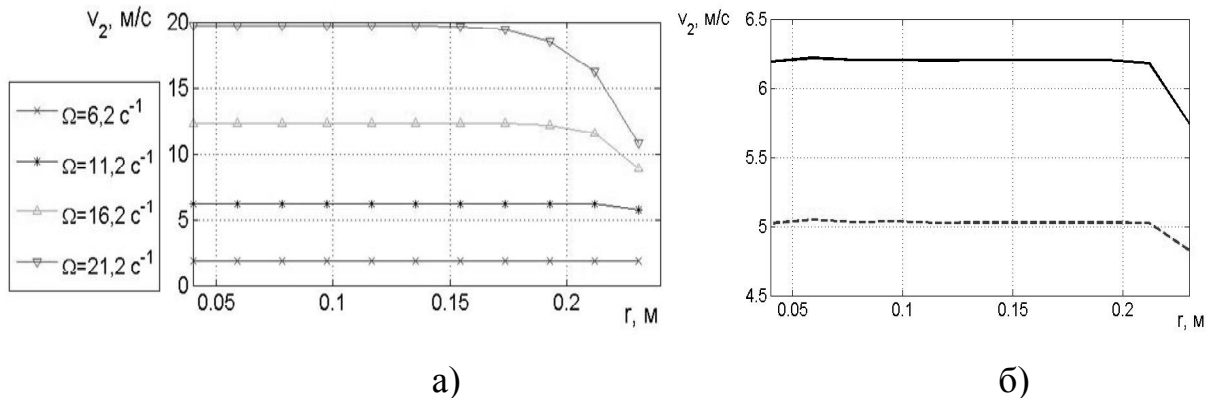 v₂, м/с
20
15
10
5
0
0.05 0.1 0.15 0.2
r, м
Ω=6,2 c⁻¹
Ω=11,2 c⁻¹
Ω=16,2 c⁻¹
Ω=21,2 c⁻¹
а)
v₂, м/с
6.5
6
5.5
5
4.5
0.05 0.1 0.15 0.2
r, м
б)